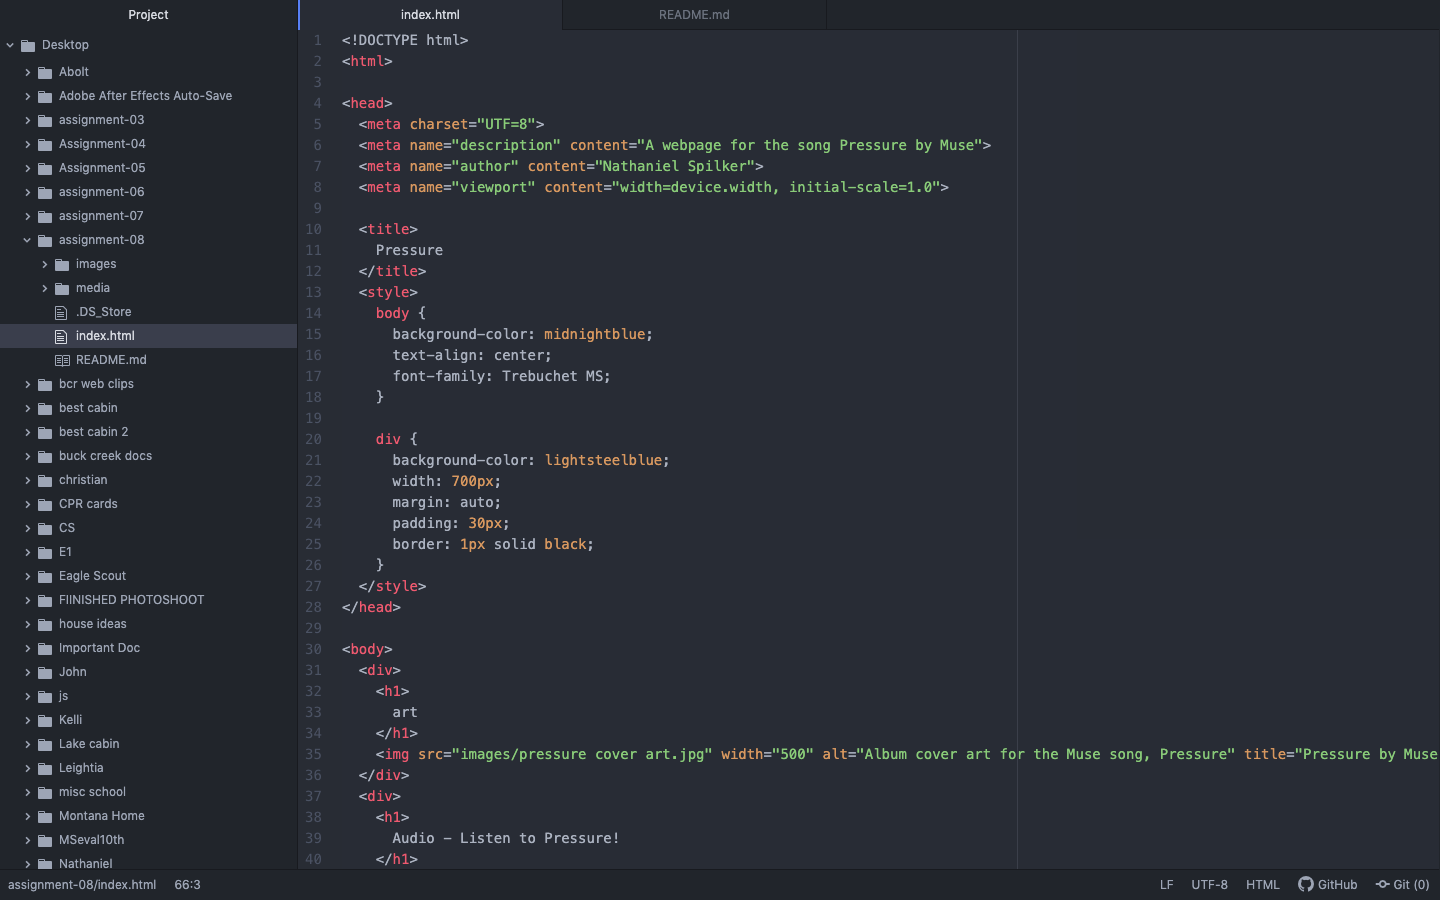 Project
Desktop
Abolt
Adobe After Effects Auto-Save
assignment-03
Assignment-04
Assignment-05
assignment-06
assignment-07
assignment-08
images
media
.DS_Store
index.html
README.md
bcr web clips
best cabin
best cabin 2
buck creek docs
christian
CPR cards
CS
E1
Eagle Scout
FIINISHED PHOTOSHOOT
house ideas
Important Doc
John
js
Kelli
Lake cabin
Leightia
misc school
Montana Home
MSeval10th
Nathaniel
index.html
README.md
1 <!DOCTYPE html>
2 <html>
3
4 <head>
5 <meta charset="UTF=8">
6 <meta name="description" content="A webpage for the song Pressure by Muse">
7 <meta name="author" content="Nathaniel Spilker">
8 <meta name="viewport" content="width=device.width, initial-scale=1.0">
9
10 <title>
11 Pressure
12 </title>
13 <style>
14 body {
15 background-color: midnightblue;
16 text-align: center;
17 font-family: Trebuchet MS;
18 }
19
20 div {
21 background-color: lightsteelblue;
22 width: 700px;
23 margin: auto;
24 padding: 30px;
25 border: 1px solid black;
26 }
27 </style>
28 </head>
29
30 <body>
31 <div>
32 <h1>
33 art
34 </h1>
35 <img src="images/pressure cover art.jpg" width="500" alt="Album cover art for the Muse song, Pressure" title="Pressure by Muse
36 </div>
37 <div>
38 <h1>
39 Audio - Listen to Pressure!
40 </h1>
assignment-08/index.html 66:3
LF UTF-8 HTML GitHub Git (0)